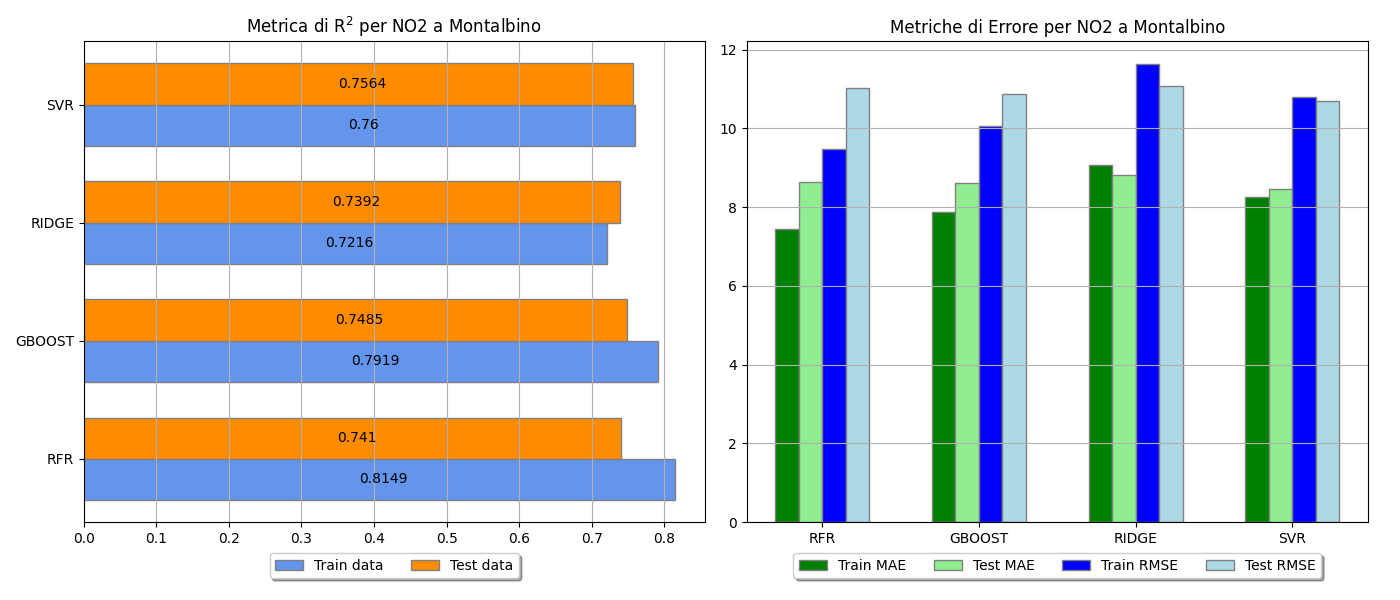 Metrica di R² per NO2 a Montalbino
SVR
0.7564
0.76
RIDGE
0.7392
0.7216
GBOOST
0.7485
0.7919
RFR
0.741
0.8149
0.0 0.1 0.2 0.3 0.4 0.5 0.6 0.7 0.8
Train data Test data
Metriche di Errore per NO2 a Montalbino
12
10
8
6
4
2
0
RFR GBOOST RIDGE SVR
Train MAE Test MAE Train RMSE Test RMSE